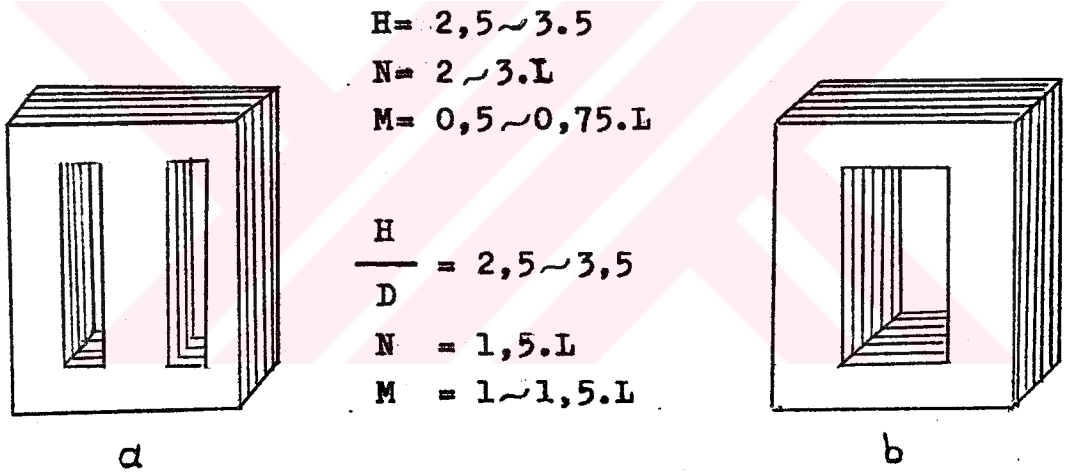 H= 2,5~3.5
N= 2~3.L
M= 0,5~0,75.L
H
D
= 2,5~3,5
N = 1,5.L
M = 1~1,5.L
a
b